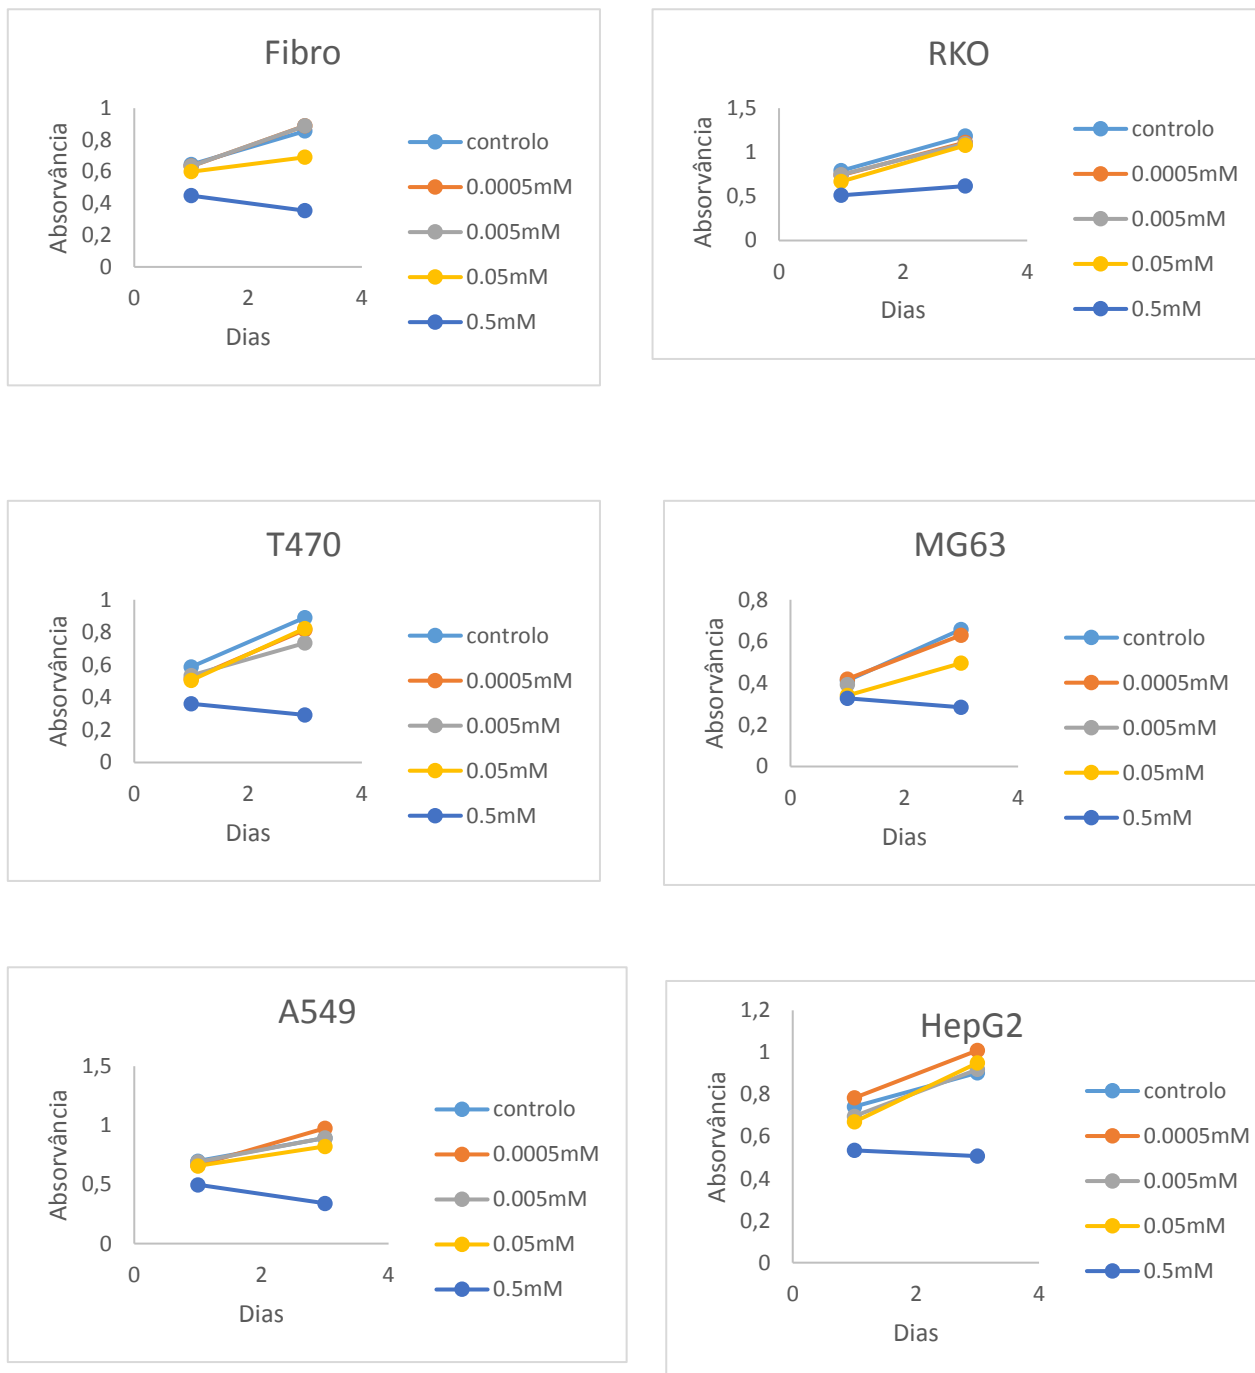 Fibro
1
0,8
0,6
0,4
0,2
0
0 2 4
Absorvância
Dias
controlo
0.0005mM
0.005mM
0.05mM
0.5mM
RKO
1,5
1
0,5
0
0 2 4
Absorvância
Dias
controlo
0.0005mM
0.005mM
0.05mM
0.5mM
T470
1
0,8
0,6
0,4
0,2
0
0 2 4
Absorvância
Dias
controlo
0.0005mM
0.005mM
0.05mM
0.5mM
MG63
0,8
0,6
0,4
0,2
0
0 2 4
Absorvância
Dias
controlo
0.0005mM
0.005mM
0.05mM
0.5mM
A549
1,5
1
0,5
0
0 2 4
Absorvância
Dias
controlo
0.0005mM
0.005mM
0.05mM
0.5mM
HepG2
1,2
1
0,8
0,6
0,4
0,2
0
0 2 4
Absorvância
Dias
controlo
0.0005mM
0.005mM
0.05mM
0.5mM